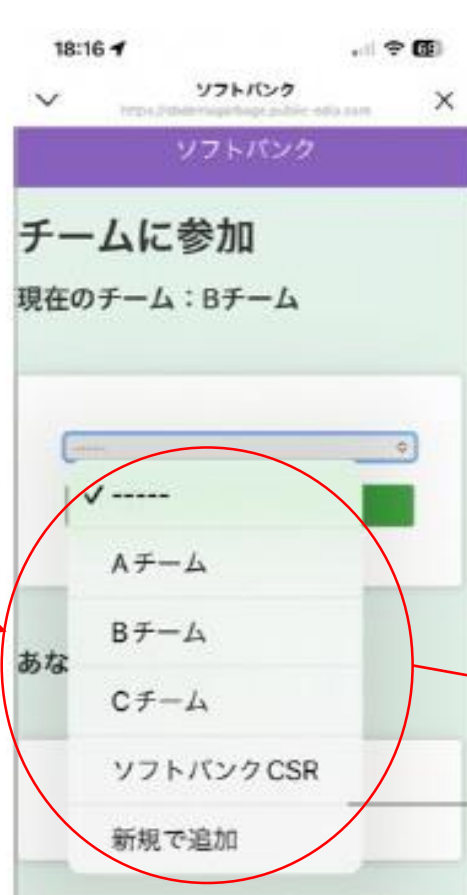 18:16
ソフトバンク
ソフトバンク
チームに参加
現在のチーム：Bチーム
-----
✓ -----
Aチーム
Bチーム
あな
Cチーム
ソフトバンクCSR
新規で追加